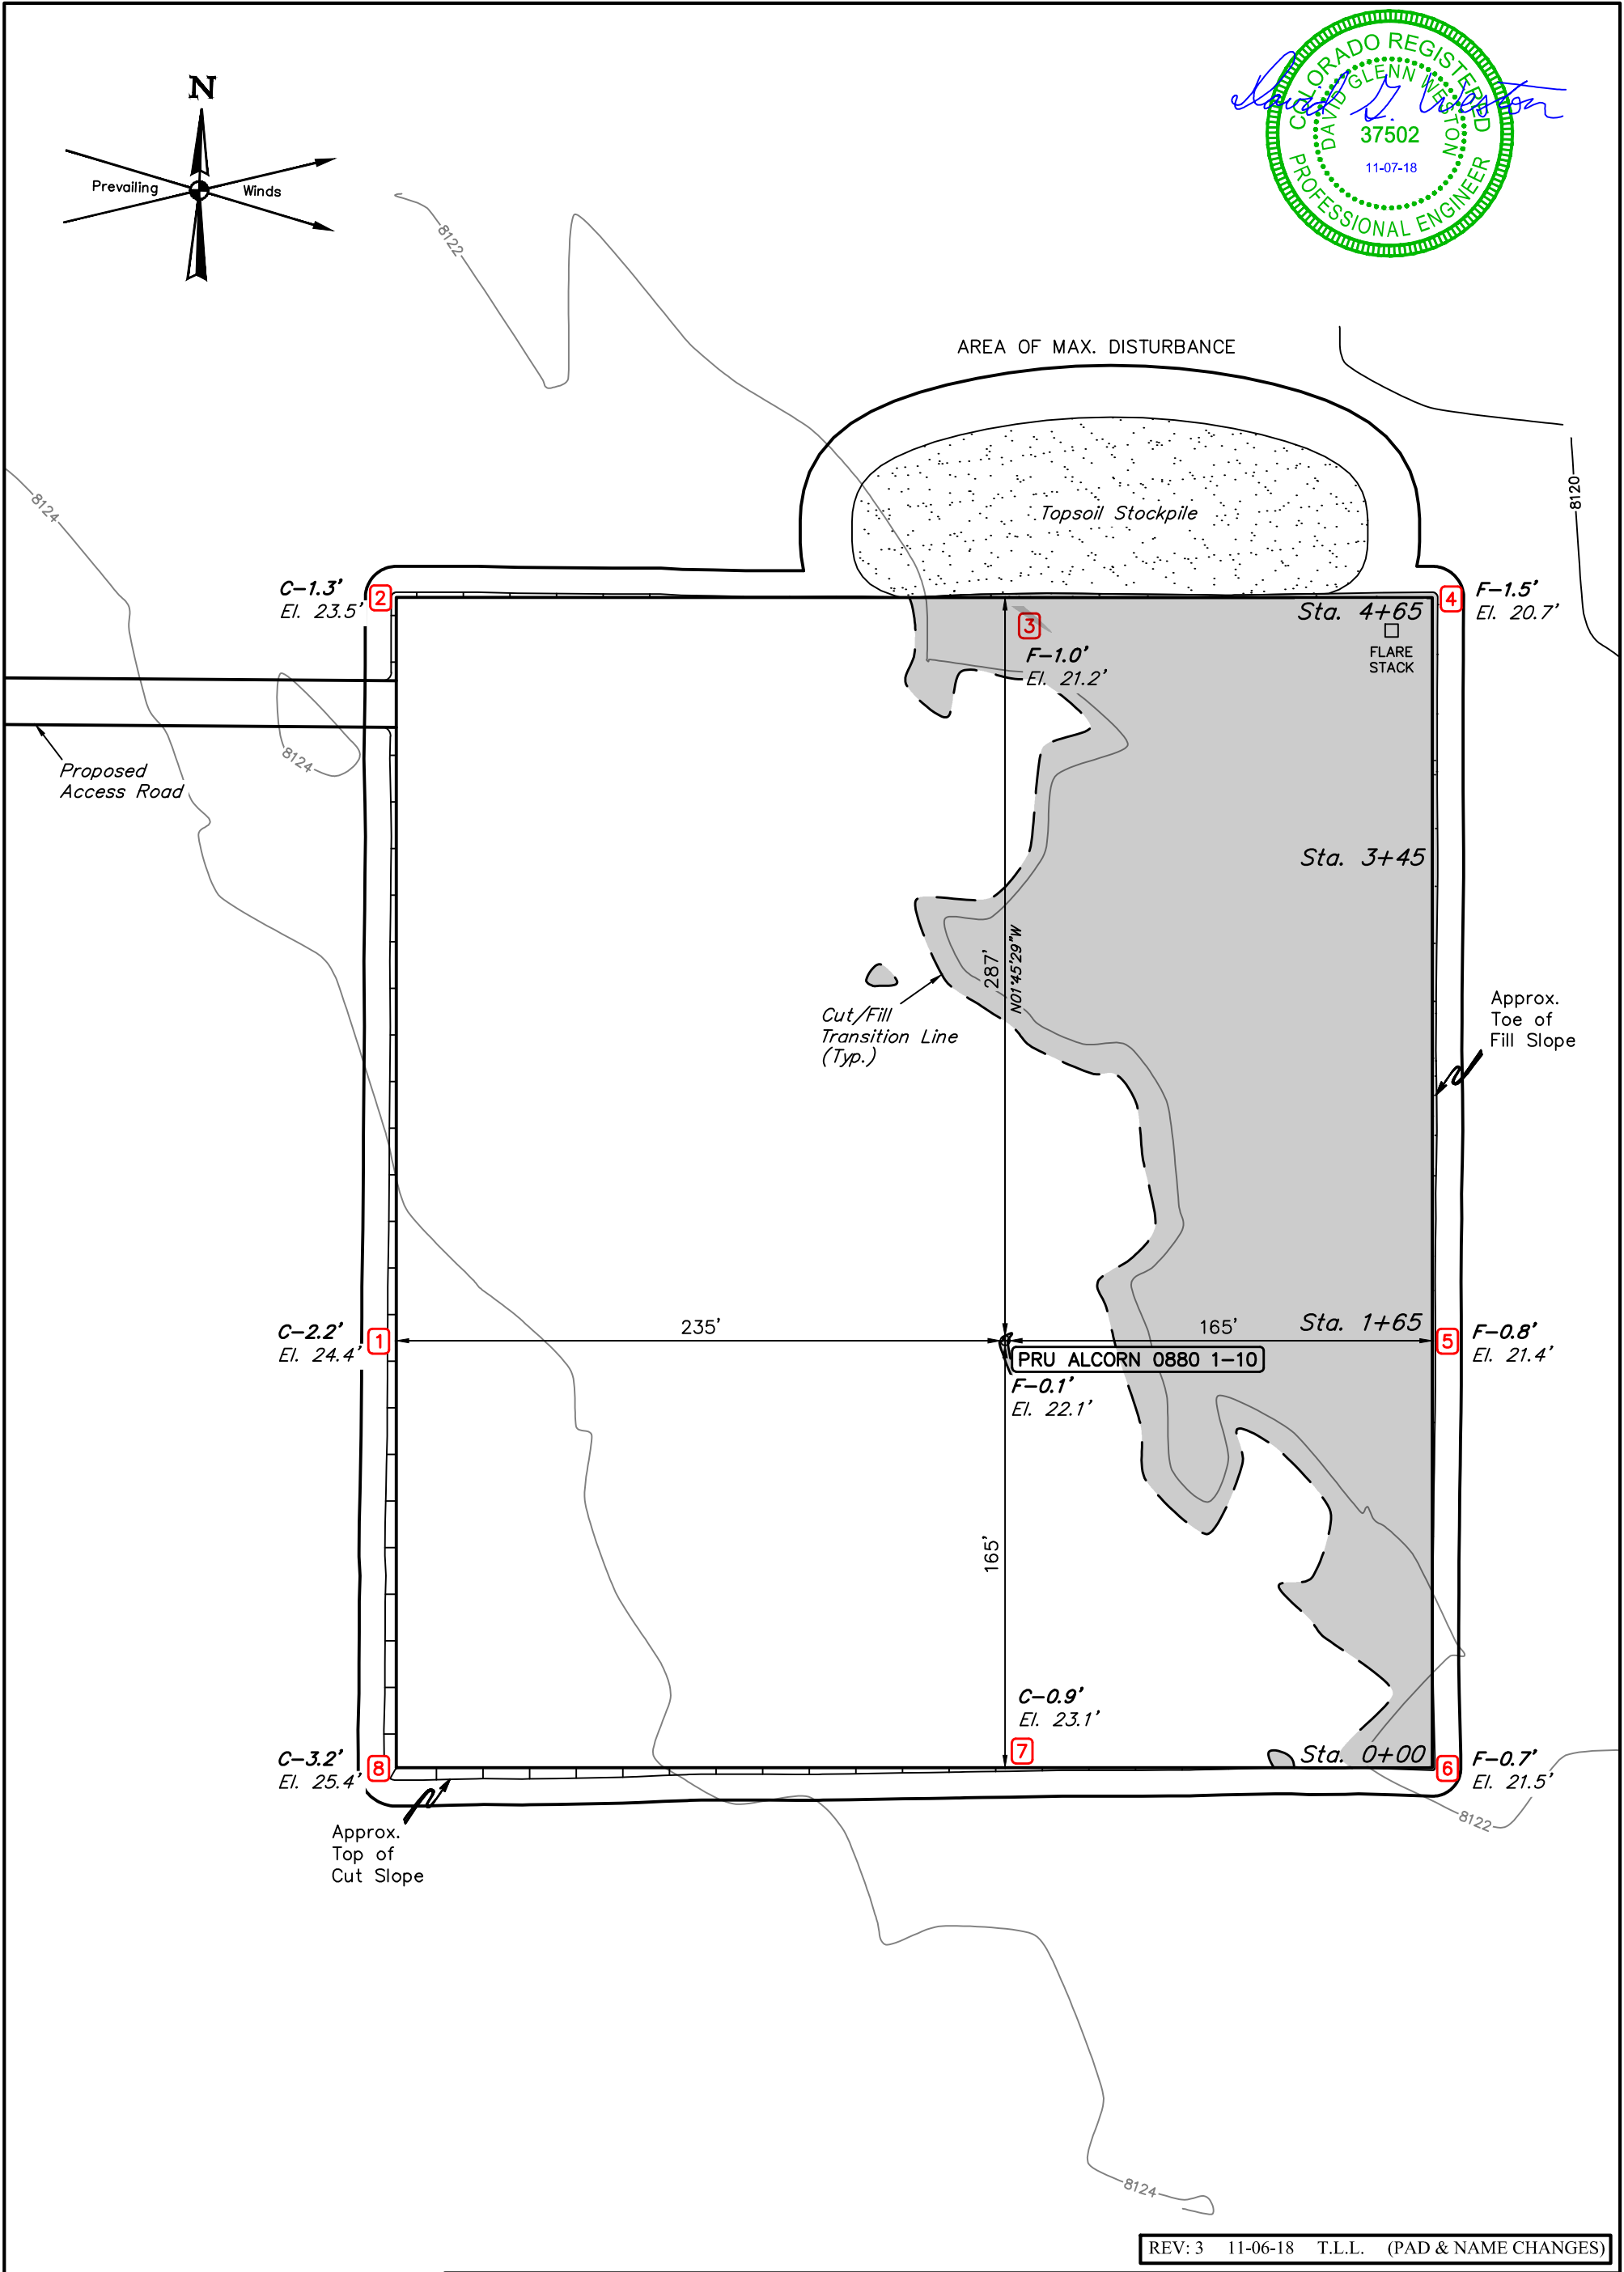 N
Prevailing Winds
COLORADO REGISTERED
DAVID GLENN WESTON
37502
11-07-18
PROFESSIONAL ENGINEER
David G. Weston
8122
AREA OF MAX. DISTURBANCE
8124
8120
Topsoil Stockpile
C-1.3'
El. 23.5'
2
3
F-1.0'
El. 21.2'
Sta. 4+65
FLARE
STACK
4
F-1.5'
El. 20.7'
Proposed
Access Road
8124
Sta. 3+45
287'
N01°45'29"W
Cut/Fill
Transition Line
(Typ.)
Approx.
Toe of
Fill Slope
C-2.2'
El. 24.4'
1
235'
165'
Sta. 1+65
5
F-0.8'
El. 21.4'
PRU ALCORN 0880 1-10
F-0.1'
El. 22.1'
165'
C-0.9'
El. 23.1'
7
C-3.2'
El. 25.4'
8
Sta. 0+00
6
F-0.7'
El. 21.5'
8122
Approx.
Top of
Cut Slope
8124
REV: 3 11-06-18 T.L.L. (PAD & NAME CHANGES)